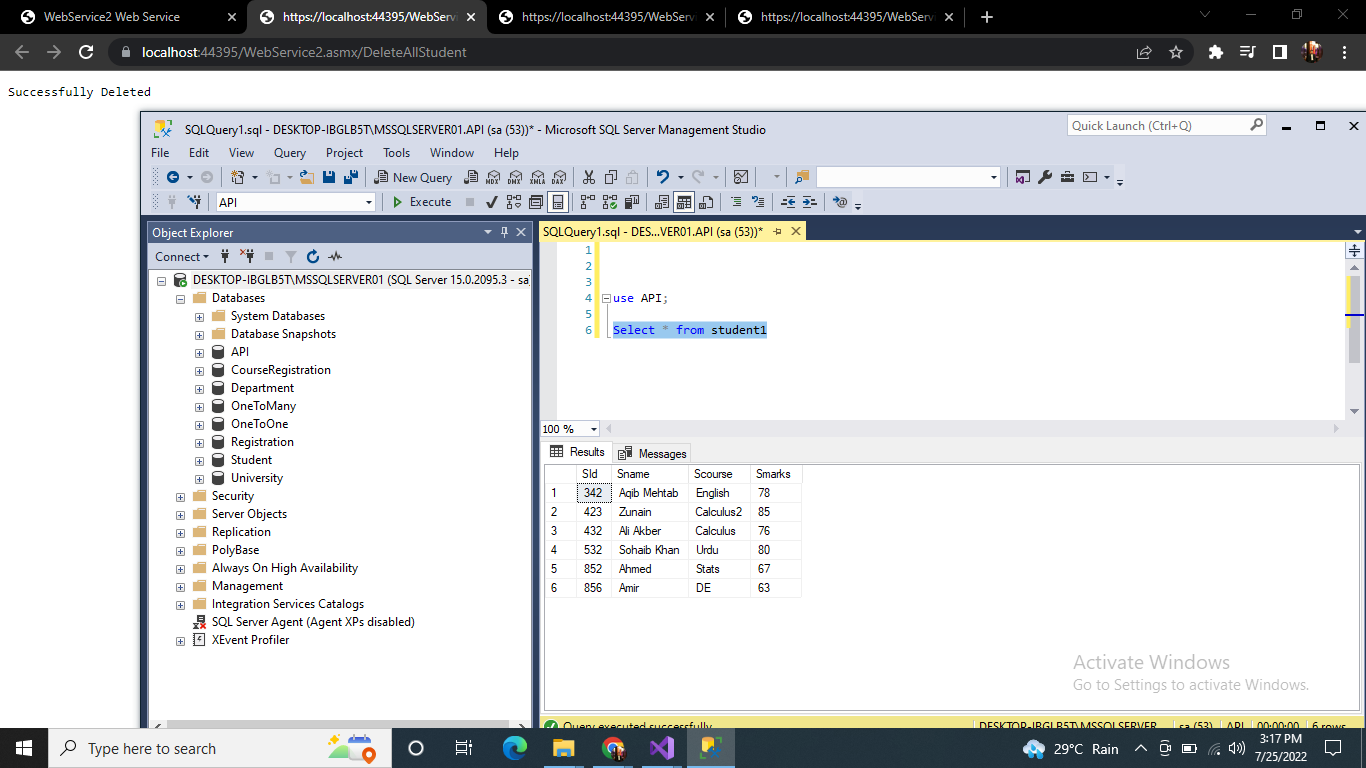 WebService2 Web Service
https://localhost:44395/WebServi
https://localhost:44395/WebServi
https://localhost:44395/WebServi
localhost:44395/WebService2.asmx/DeleteAllStudent
Successfully Deleted
SQLQuery1.sql - DESKTOP-IBGLB5T\MSSQLSERVER01.API (sa (53))* - Microsoft SQL Server Management Studio
Quick Launch (Ctrl+Q)
File Edit View Query Project Tools Window Help
New Query
MDX DMX XMLA DAX
API
Execute
Object Explorer
Connect
DESKTOP-IBGLB5T\MSSQLSERVER01 (SQL Server 15.0.2095.3 - sa
Databases
System Databases
Database Snapshots
API
CourseRegistration
Department
OneToMany
OneToOne
Registration
Student
University
Security
Server Objects
Replication
PolyBase
Always On High Availability
Management
Integration Services Catalogs
SQL Server Agent (Agent XPs disabled)
XEvent Profiler
SQLQuery1.sql - DES...VER01.API (sa (53))*
1
2
3
4 use API;
5
6 Select * from student1
100 %
Results Messages
SId Sname Scourse Smarks
1 342 Aqib Mehtab English 78
2 423 Zunain Calculus2 85
3 432 Ali Akber Calculus 76
4 532 Sohaib Khan Urdu 80
5 852 Ahmed Stats 67
6 856 Amir DE 63
Activate Windows
Go to Settings to activate Windows.
Query executed successfully.
DESKTOP-IBGLB5T\MSSQLSERVER... sa (53) API 00:00:00 6 rows
Type here to search
29°C Rain
3:17 PM
7/25/2022